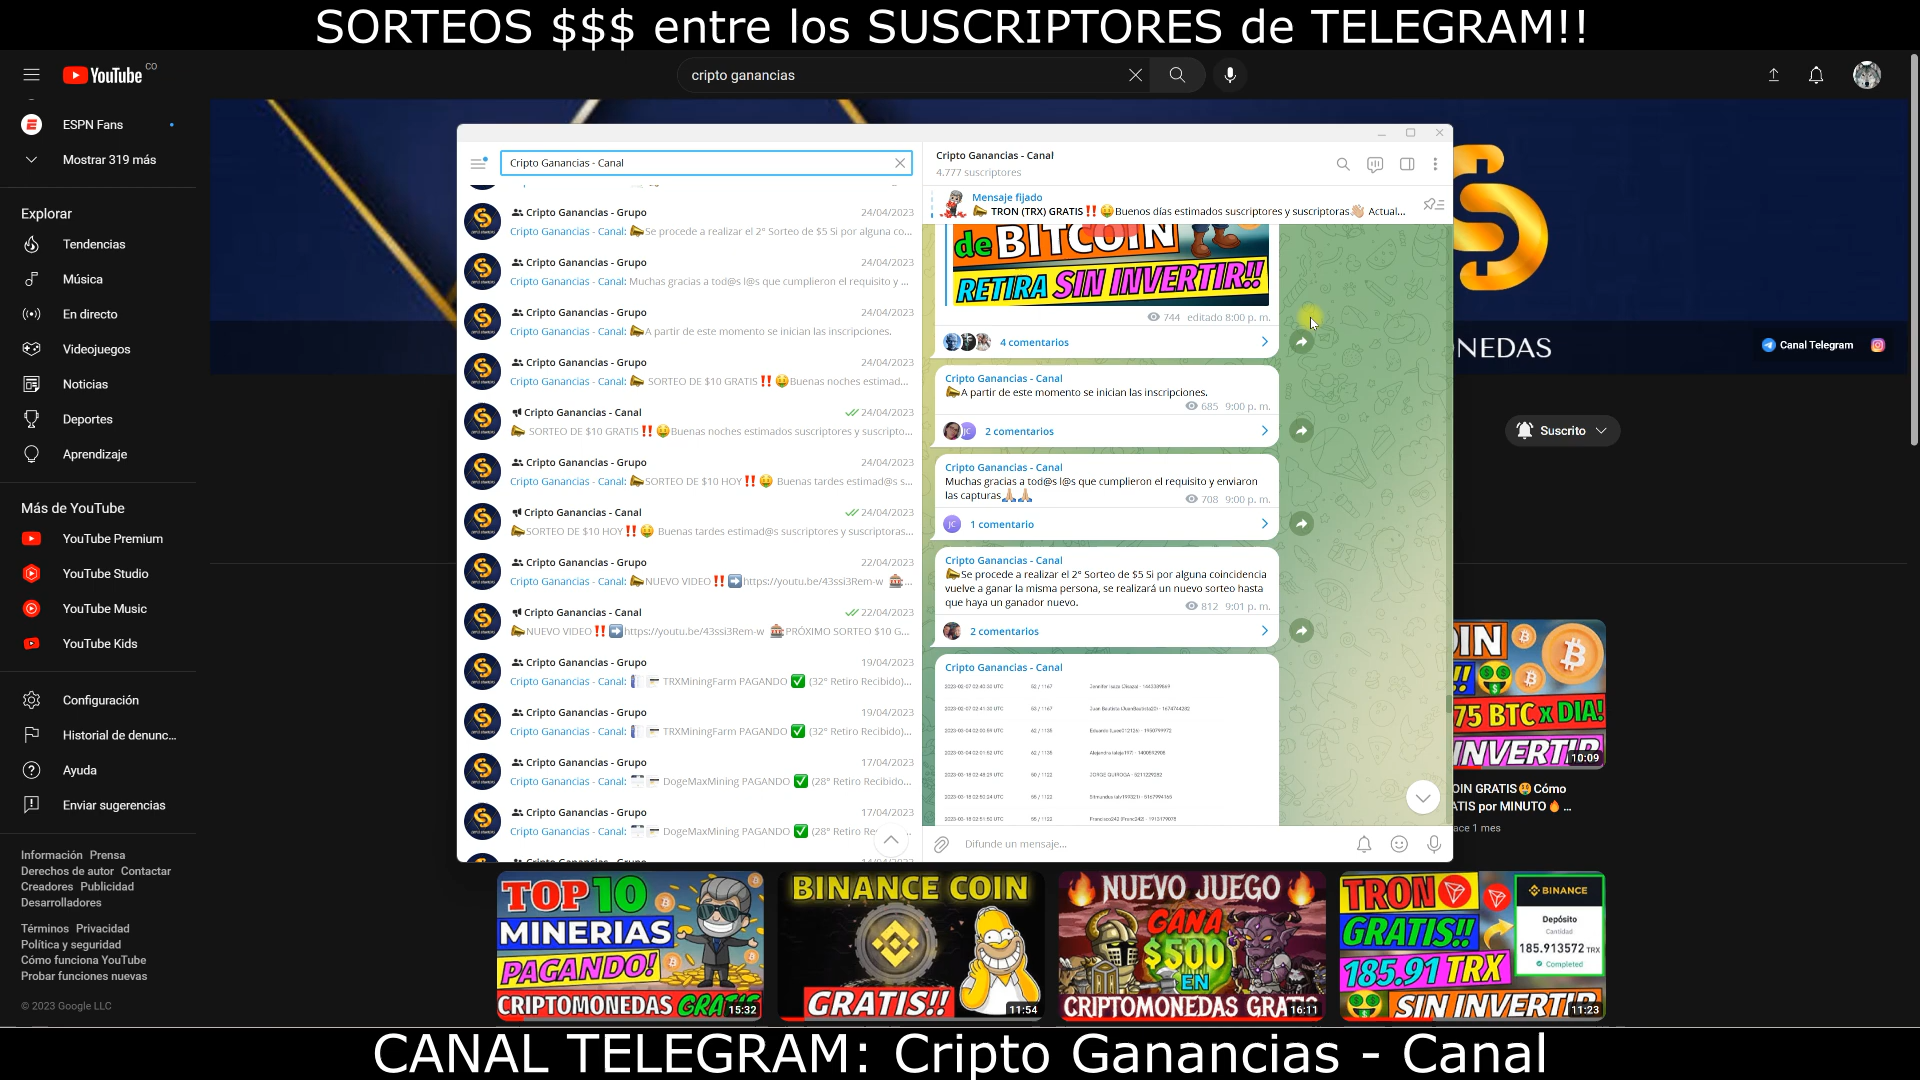 SORTEOS $$$ entre los SUSCRIPTORES de TELEGRAM!!
YouTube CO
cripto ganancias
ESPN Fans
Mostrar 319 más
Explorar
Tendencias
Música
En directo
Videojuegos
Noticias
Deportes
Aprendizaje
Más de YouTube
YouTube Premium
YouTube Studio
YouTube Music
YouTube Kids
Configuración
Historial de denunc...
Ayuda
Enviar sugerencias
Información Prensa
Derechos de autor Contactar
Creadores Publicidad
Desarrolladores
Términos Privacidad
Política y seguridad
Cómo funciona YouTube
Probar funciones nuevas
© 2023 Google LLC
Cripto Ganancias - Canal
Cripto Ganancias - Grupo 24/04/2023
Cripto Ganancias - Canal: 📣Se procede a realizar el 2° Sorteo de $5 Si por alguna co...
Cripto Ganancias - Grupo 24/04/2023
Cripto Ganancias - Canal: Muchas gracias a tod@s l@s que cumplieron el requisito y ...
Cripto Ganancias - Grupo 24/04/2023
Cripto Ganancias - Canal: 📣A partir de este momento se inician las inscripciones.
Cripto Ganancias - Grupo 24/04/2023
Cripto Ganancias - Canal: 📣 SORTEO DE $10 GRATIS‼️🤑Buenas noches estimad...
Cripto Ganancias - Canal 24/04/2023
📣 SORTEO DE $10 GRATIS‼️🤑Buenas noches estimados suscriptores y suscripto...
Cripto Ganancias - Grupo 24/04/2023
Cripto Ganancias - Canal: 📣SORTEO DE $10 HOY‼️🤑 Buenas tardes estimad@s s...
Cripto Ganancias - Canal 24/04/2023
📣SORTEO DE $10 HOY‼️🤑 Buenas tardes estimad@s suscriptores y suscriptoras...
Cripto Ganancias - Grupo 22/04/2023
Cripto Ganancias - Canal: 📣NUEVO VIDEO‼️➡️https://youtu.be/43ssi3Rem-w 🎰...
Cripto Ganancias - Canal 22/04/2023
📣NUEVO VIDEO‼️➡️https://youtu.be/43ssi3Rem-w 🎰PRÓXIMO SORTEO $10 G...
Cripto Ganancias - Grupo 19/04/2023
Cripto Ganancias - Canal: TRXMiningFarm PAGANDO ✅ (32° Retiro Recibido)...
Cripto Ganancias - Grupo 19/04/2023
Cripto Ganancias - Canal: TRXMiningFarm PAGANDO ✅ (32° Retiro Recibido)...
Cripto Ganancias - Grupo 17/04/2023
Cripto Ganancias - Canal: DogeMaxMining PAGANDO ✅ (28° Retiro Recibido...
Cripto Ganancias - Grupo 17/04/2023
Cripto Ganancias - Canal: DogeMaxMining PAGANDO ✅ (28° Retiro Re
Cripto Ganancias - Canal
4.777 suscriptores
Mensaje fijado
📣 TRON (TRX) GRATIS‼️🤑Buenos días estimados suscriptores y suscriptoras👋🏼 Actual...
de BITCOIN
RETIRA SIN INVERTIR!!
744 editado 8:00 p. m.
4 comentarios
Cripto Ganancias - Canal
📣A partir de este momento se inician las inscripciones.
685 9:00 p. m.
JC 2 comentarios
Cripto Ganancias - Canal
Muchas gracias a tod@s l@s que cumplieron el requisito y enviaron
las capturas🙏🏼🙏🏼 708 9:00 p. m.
JC 1 comentario
Cripto Ganancias - Canal
📣Se procede a realizar el 2° Sorteo de $5 Si por alguna coincidencia
vuelve a ganar la misma persona, se realizará un nuevo sorteo hasta
que haya un ganador nuevo. 812 9:01 p. m.
2 comentarios
Cripto Ganancias - Canal
Difunde un mensaje...
NEDAS
Canal Telegram
Suscrito
OIN
75 BTC x DIA!
INVERTIR
10:09
OIN GRATIS🤑Cómo
ATIS por MINUTO🔥 ...
ace 1 mes
TOP 10
MINERIAS
PAGANDO!
CRIPTOMONEDAS GRATIS
15:32
BINANCE COIN
GRATIS!!
11:54
NUEVO JUEGO
GANA
$500
EN
CRIPTOMONEDAS GRATIS
16:11
TRON
GRATIS!!
185.91 TRX
SIN INVERTIR
BINANCE
Depósito
Cantidad
185.913572 TRX
Completed
11:23
CANAL TELEGRAM: Cripto Ganancias - Canal